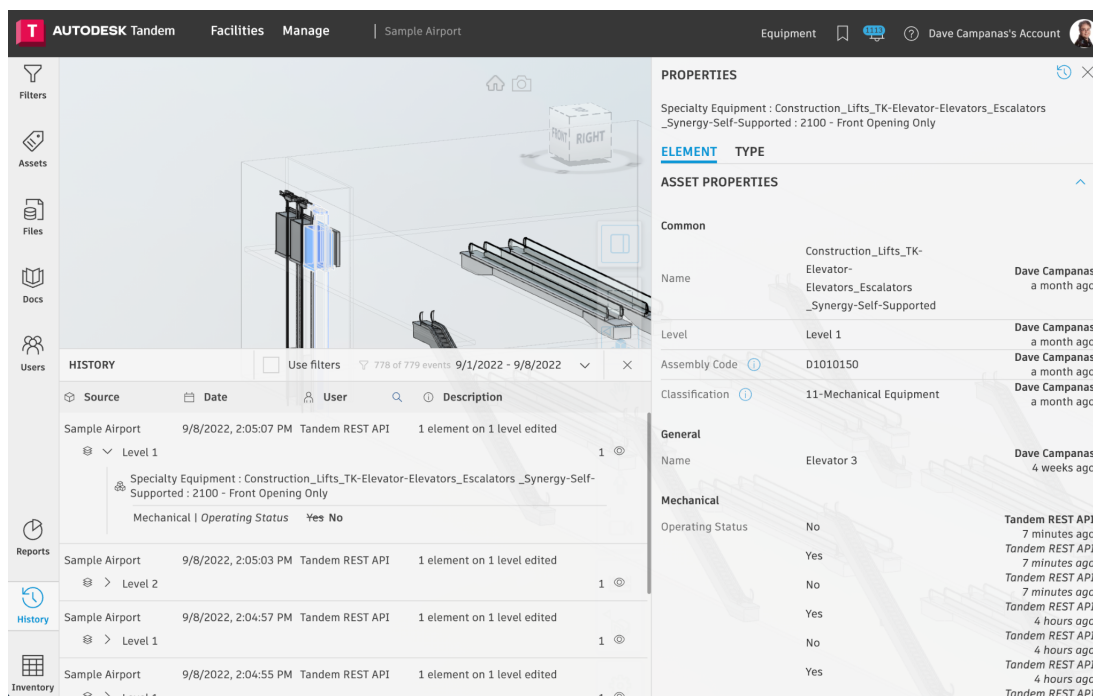 T AUTODESK Tandem Facilities Manage Sample Airport Equipment 1113 ? Dave Campanas's Account
Filters
Assets
Files
Docs
Users
Reports
History
Inventory
FRONT RIGHT
HISTORY Use filters 778 of 779 events 9/1/2022 - 9/8/2022
Source Date User Description
Sample Airport 9/8/2022, 2:05:07 PM Tandem REST API 1 element on 1 level edited
Level 1 1
Specialty Equipment : Construction_Lifts_TK-Elevator-Elevators_Escalators _Synergy-Self-
Supported : 2100 - Front Opening Only
Mechanical | Operating Status Yes No
Sample Airport 9/8/2022, 2:05:03 PM Tandem REST API 1 element on 1 level edited
Level 2 1
Sample Airport 9/8/2022, 2:04:57 PM Tandem REST API 1 element on 1 level edited
Level 1 1
Sample Airport 9/8/2022, 2:04:55 PM Tandem REST API 1 element on 1 level edited
PROPERTIES
Specialty Equipment : Construction_Lifts_TK-Elevator-Elevators_Escalators
_Synergy-Self-Supported : 2100 - Front Opening Only
ELEMENT TYPE
ASSET PROPERTIES
Common
Name
Construction_Lifts_TK-
Elevator-
Elevators_Escalators
_Synergy-Self-Supported
Dave Campanas
a month ago
Level Level 1 Dave Campanas
a month ago
Assembly Code D1010150 Dave Campanas
a month ago
Classification 11-Mechanical Equipment Dave Campanas
a month ago
General
Name Elevator 3 Dave Campanas
4 weeks ago
Mechanical
Operating Status No Tandem REST API
7 minutes ago
Yes Tandem REST API
7 minutes ago
No Tandem REST API
7 minutes ago
Yes Tandem REST API
4 hours ago
No Tandem REST API
4 hours ago
Yes Tandem REST API
4 hours ago
Tandem REST API